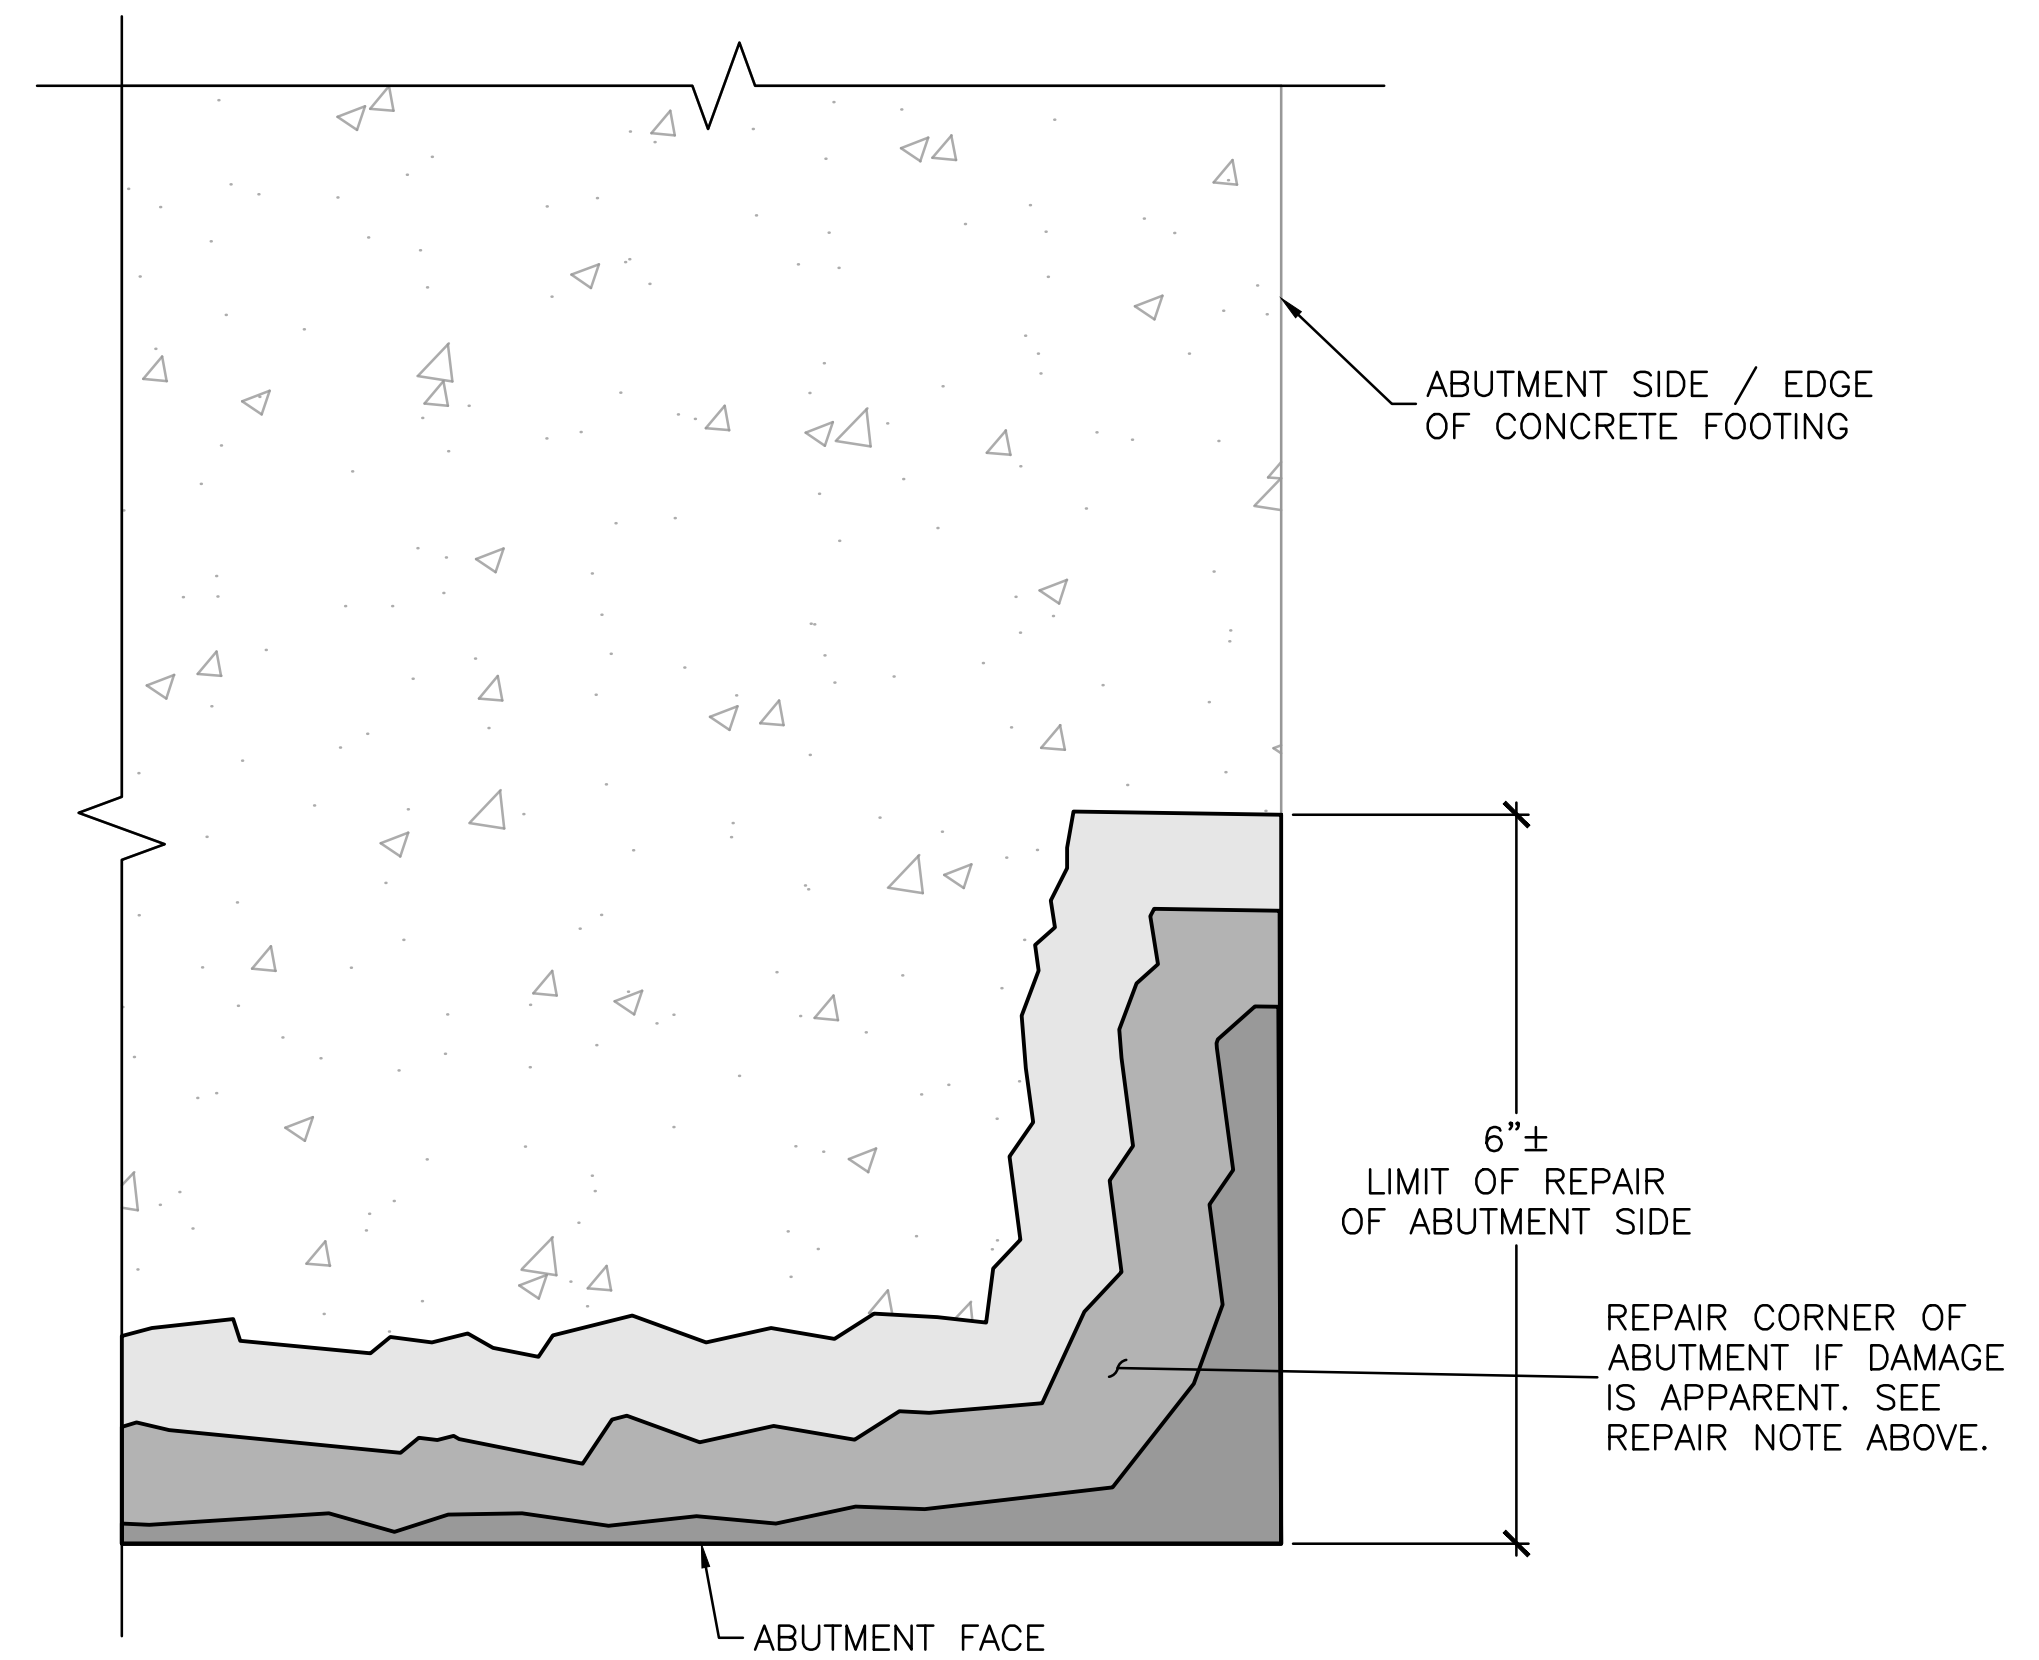 ABUTMENT SIDE / EDGE
OF CONCRETE FOOTING
6”±
LIMIT OF REPAIR
OF ABUTMENT SIDE
REPAIR CORNER OF
ABUTMENT IF DAMAGE
IS APPARENT. SEE
REPAIR NOTE ABOVE.
ABUTMENT FACE